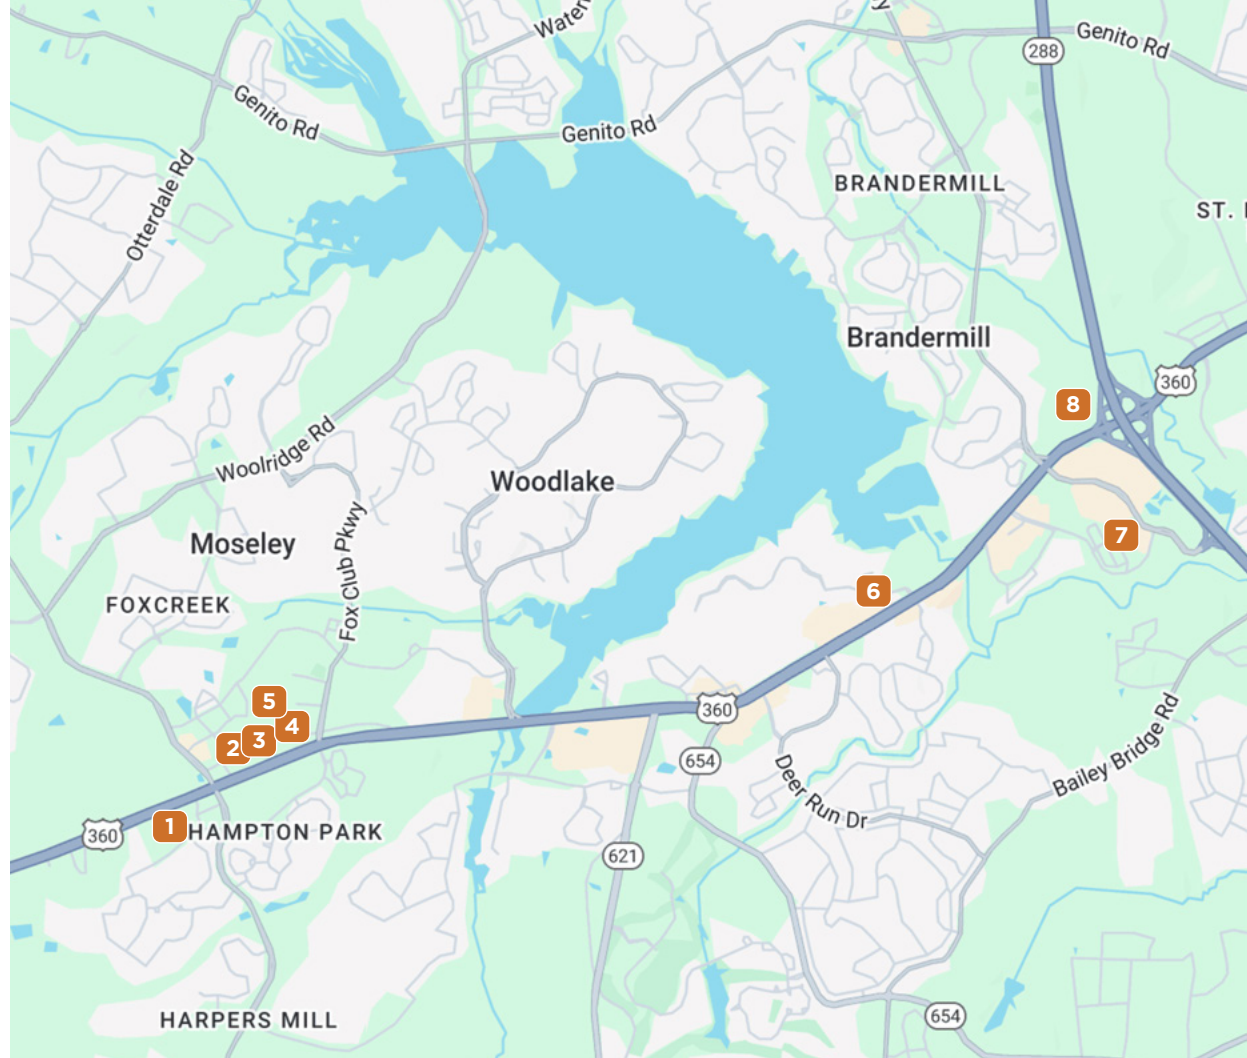 Water
Genito Rd
288
Genito Rd
Genito Rd
Otterdale Rd
BRANDERMILL
ST.
Brandermill
360
8
Woolridge Rd
Woodlake
Fox Club Pkwy
Moseley
7
6
FOXCREEK
5
4
3
2
360
654
Bailey Bridge Rd
Deer Run Dr
1
HAMPTON PARK
360
621
HARPERS MILL
654